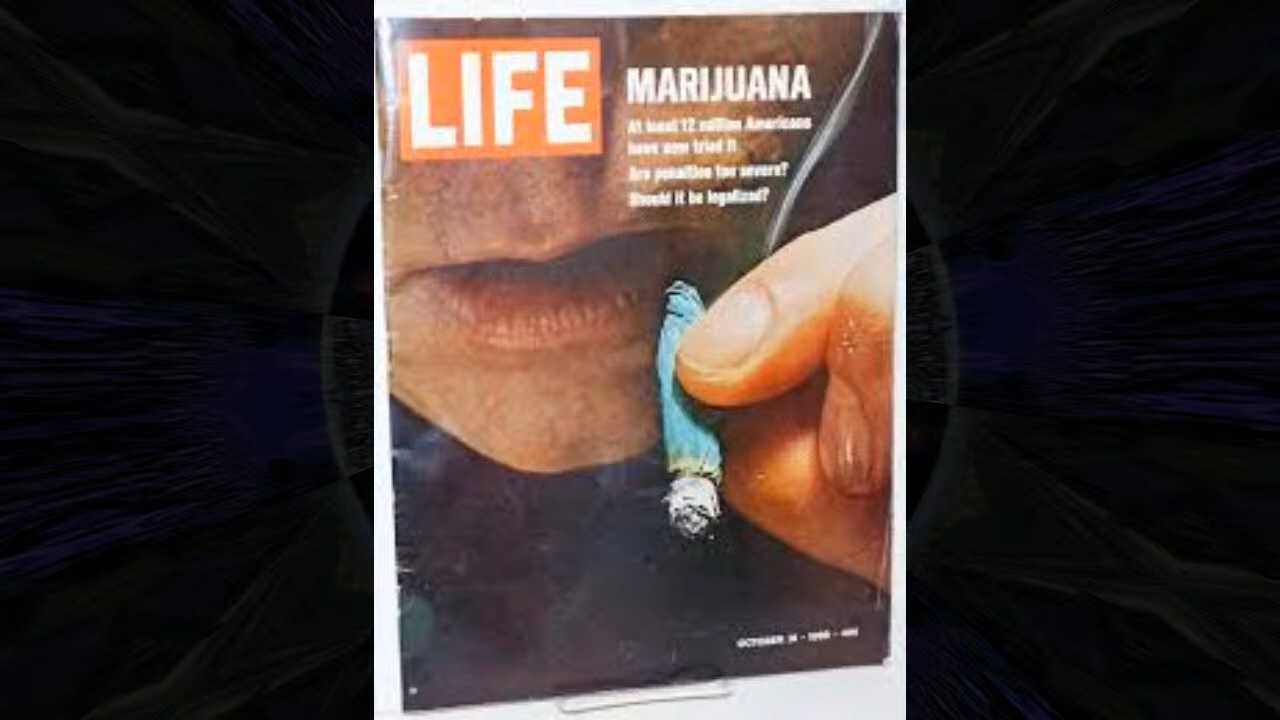 LIFE
MARIJUANA
At least 12 million Americans
have now tried it
Are penalties too severe?
Should it be legalized?
OCTOBER